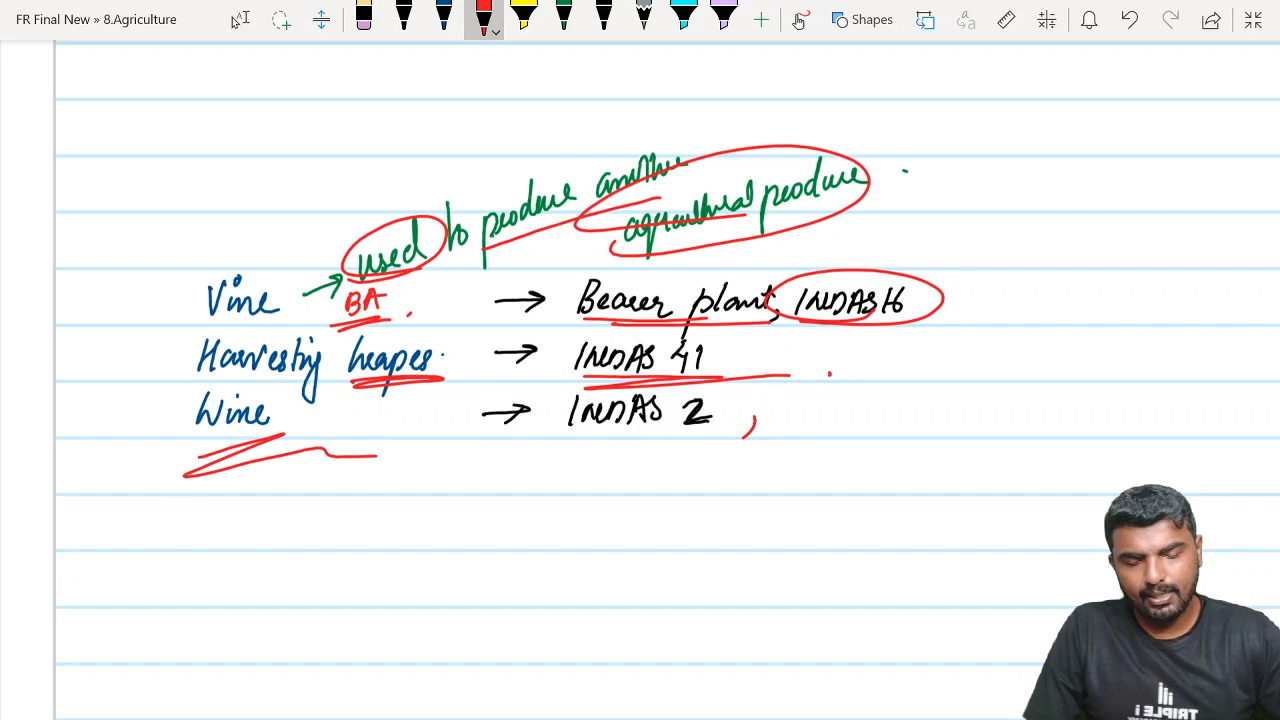 FR Final New » 8.Agriculture
Shapes
used to produce another
agricultural produce
Vine BA → Bearer plant, INDAS 16
Harvesting → INDAS 41
Wine → INDAS 2
TRIPLE i